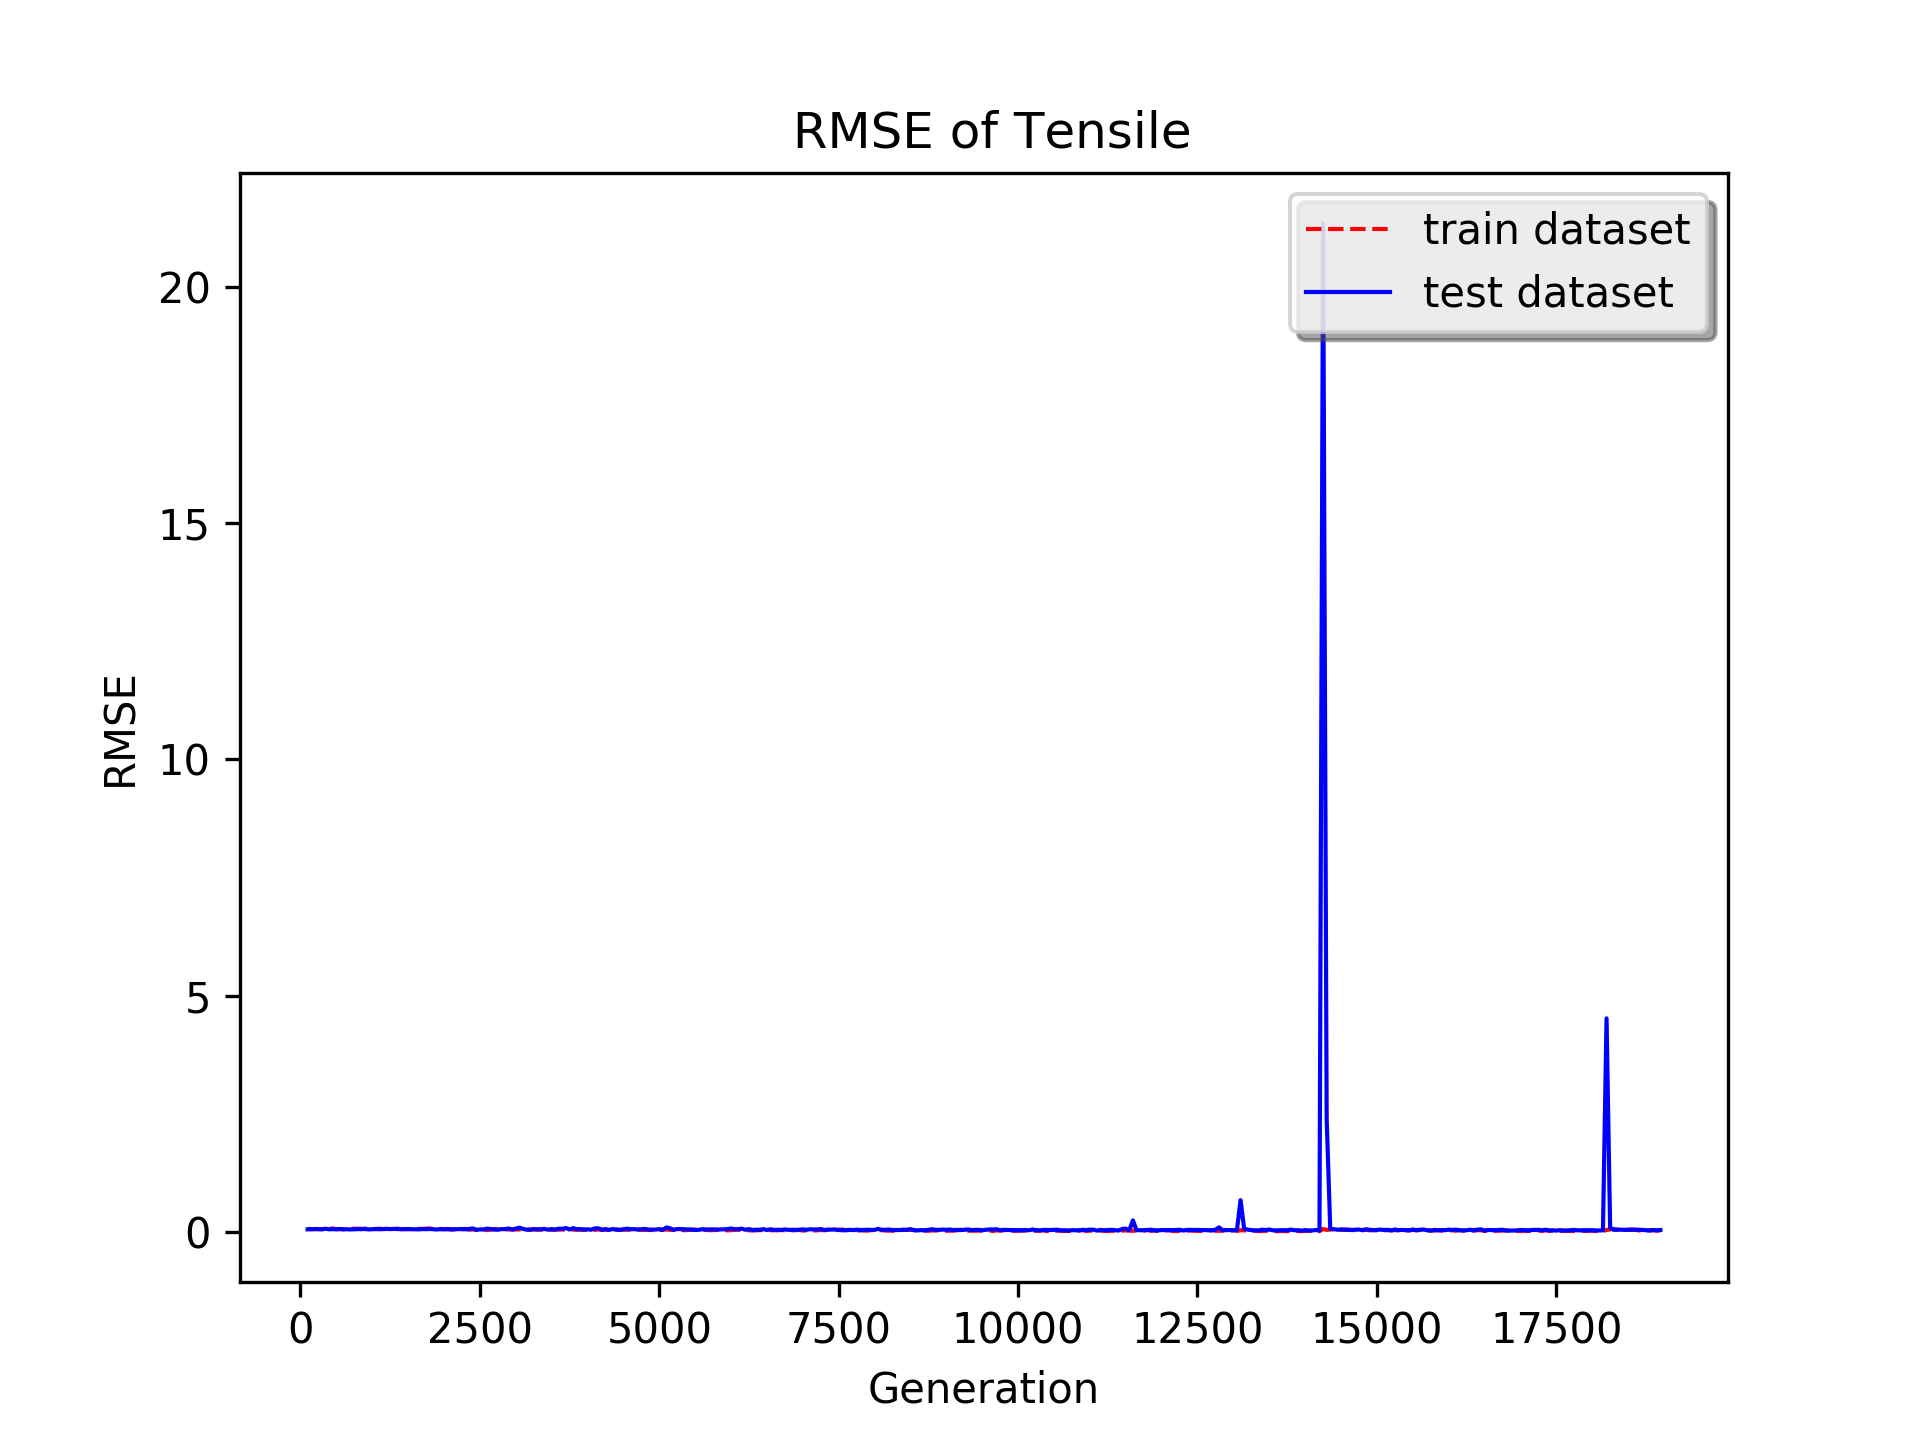 RMSE of Tensile
train dataset
test dataset
20
15
10
5
0
RMSE
0 2500 5000 7500 10000 12500 15000 17500
Generation